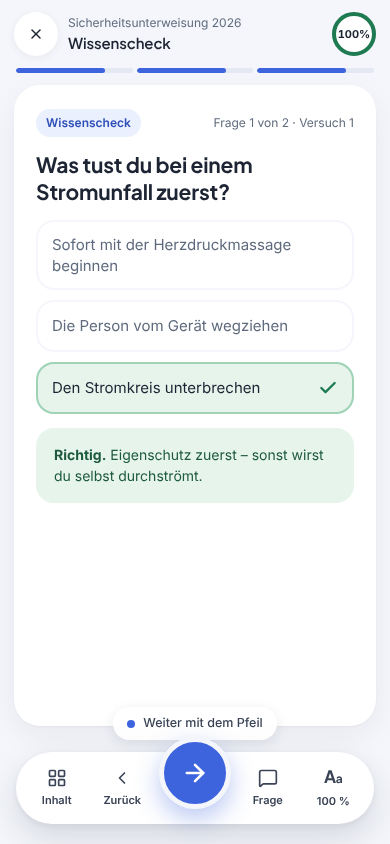 Sicherheitsunterweisung 2026
Wissenscheck
100%
Wissenscheck
Frage 1 von 2 · Versuch 1
Was tust du bei einem
Stromunfall zuerst?
Sofort mit der Herzdruckmassage
beginnen
Die Person vom Gerät wegziehen
Den Stromkreis unterbrechen
Richtig. Eigenschutz zuerst – sonst wirst
du selbst durchströmt.
Weiter mit dem Pfeil
Inhalt
Zurück
Frage
Aa
100 %